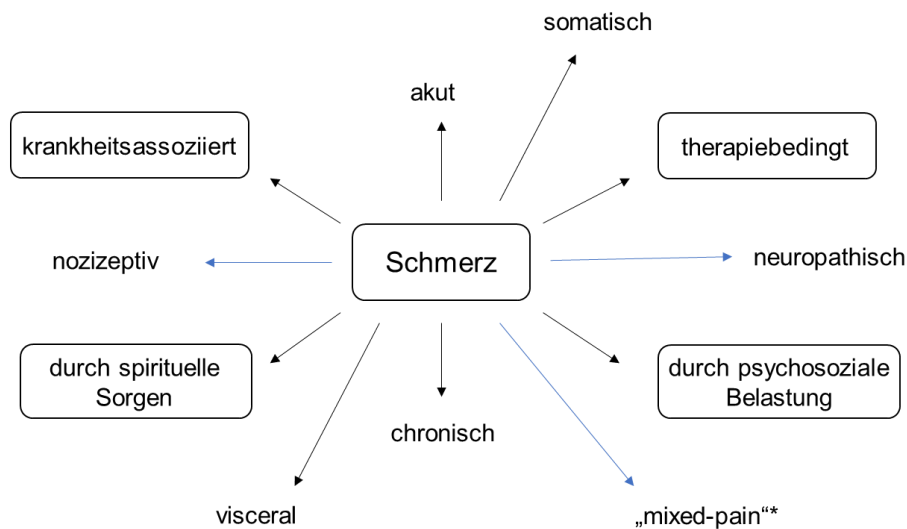 somatisch
akut
krankheitsassoziiert
therapiebedingt
Schmerz
nozizeptiv
neuropathisch
durch spirituelle
Sorgen
durch psychosoziale
Belastung
chronisch
visceral
„mixed-pain“*